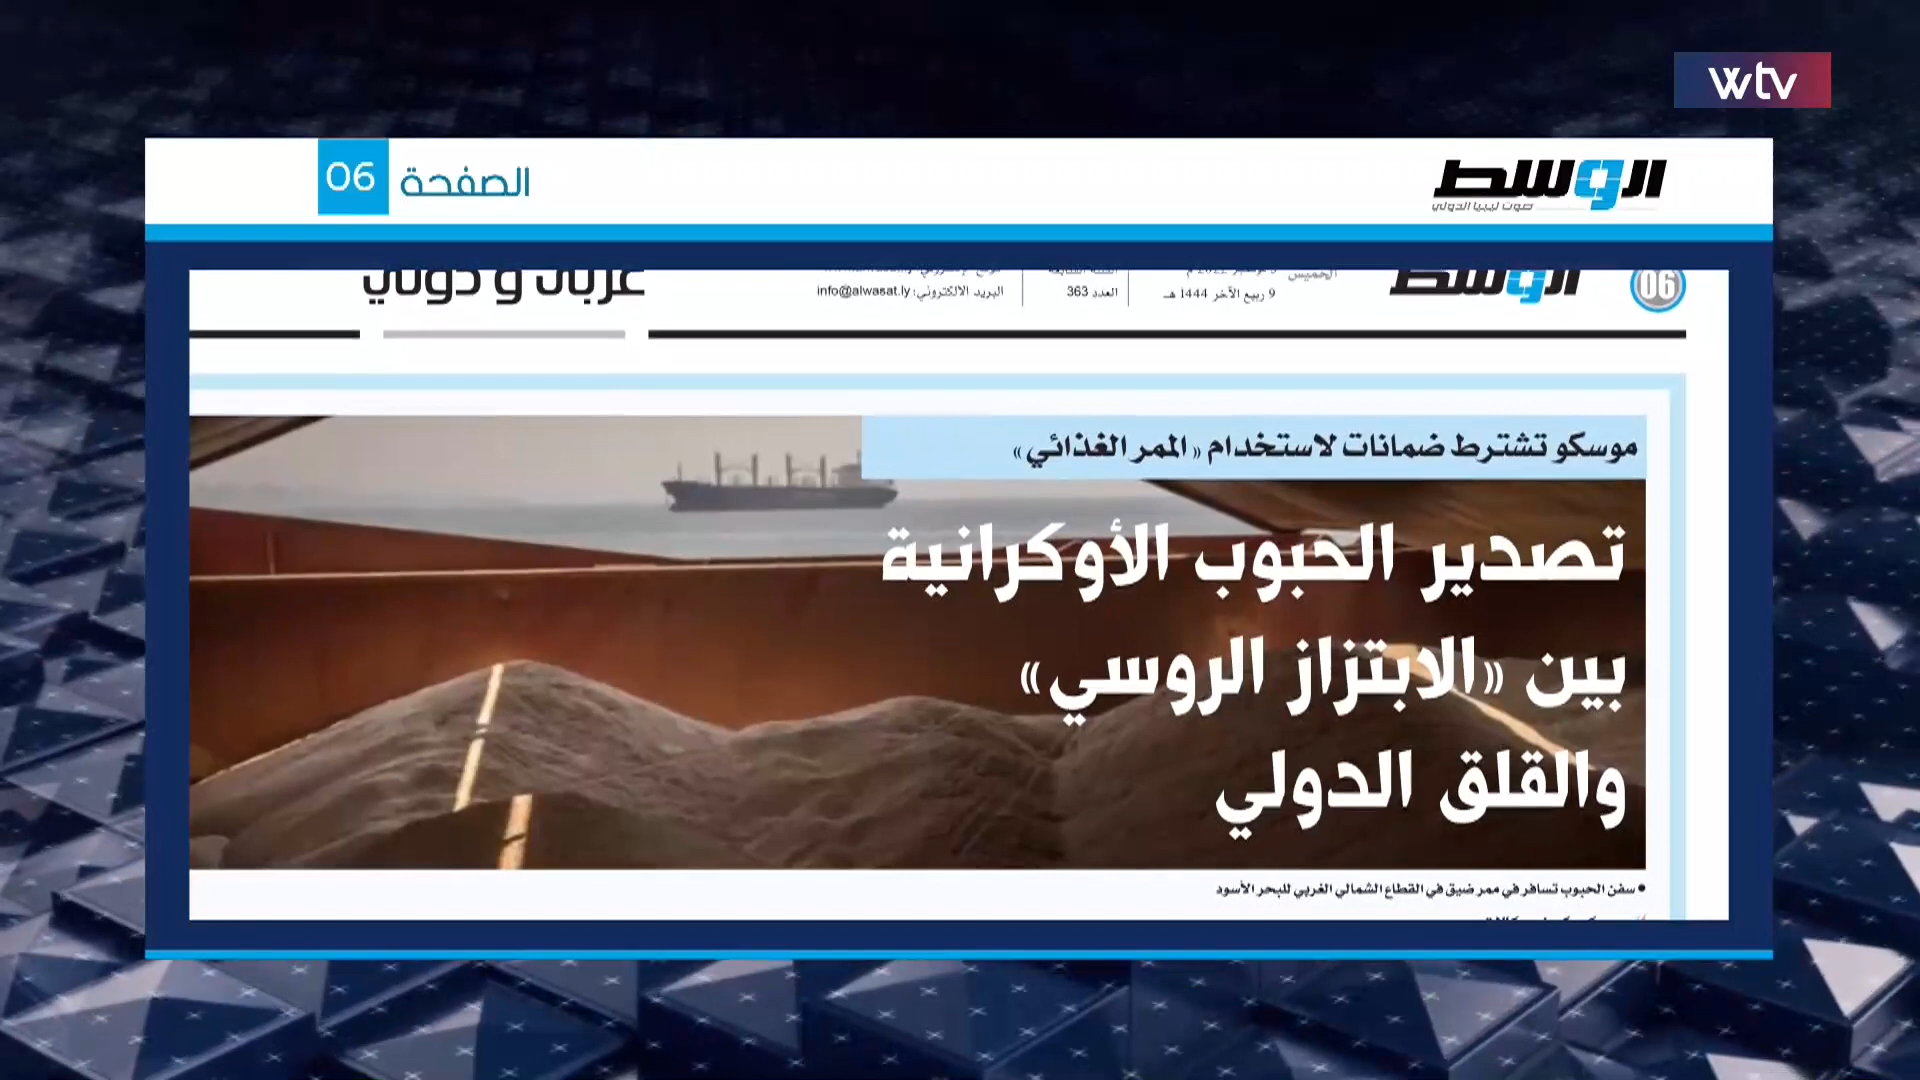 wtv
الوسط
صوت ليبيا الدولي
الصفحة 06
06
الوسط
الخميس
9 ربيع الآخر 1444 هـ
العدد 363
البريد الالكتروني: info@alwasat.ly
عربي و دولي
موسكو تشترط ضمانات لاستخدام «الممر الغذائي»
تصدير الحبوب الأوكرانية
بين «الابتزاز الروسي»
والقلق الدولي
• سفن الحبوب تسافر في ممر ضيق في القطاع الشمالي الغربي للبحر الأسود